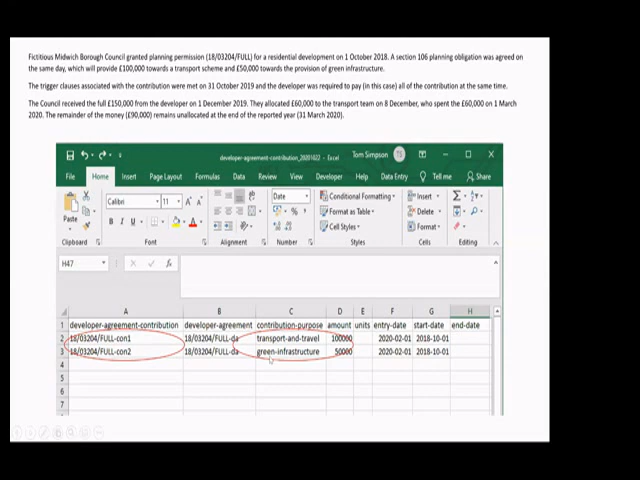 Fictitious Midwich Borough Council granted planning permission (18/03204/FULL) for a residential development on 1 October 2018. A section 106 planning obligation was agreed on
the same day, which will provide £100,000 towards a transport scheme and £50,000 towards the provision of green infrastructure.
The trigger clauses associated with the contribution were met on 31 October 2019 and the developer was required to pay (in this case) all of the contribution at the same time.
The Council received the full £150,000 from the developer on 1 December 2019. They allocated £60,000 to the transport team on 8 December, who spent the £60,000 on 1 March
2020. The remainder of the money (£90,000) remains unallocated at the end of the reported year (31 March 2020).
developer-agreement-contribution_20201022 - Excel Tom Simpson TS
File Home Insert Page Layout Formulas Data Review View Developer Help Data Entry Tell me Share
Paste Calibri 11 A A Date Conditional Formatting Insert
B I U A % Format as Table Delete
Cell Styles Format
Clipboard Font Alignment Number Styles Cells Editing
H47 fx
A B C D E F G H
1 developer-agreement-contribution developer-agreement contribution-purpose amount units entry-date start-date end-date
2 18/03204/FULL-con1 18/03204/FULL-da transport-and-travel 100000 2020-02-01 2018-10-01
3 18/03204/FULL-con2 18/03204/FULL-da green-infrastructure 50000 2020-02-01 2018-10-01
4
5
6
7